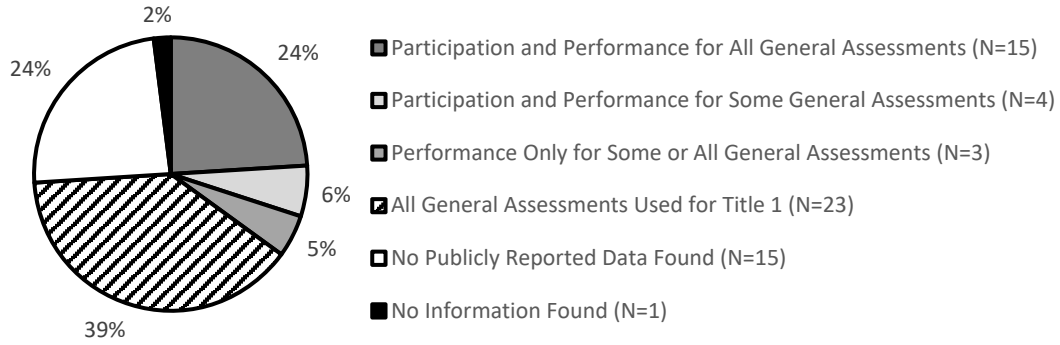 2%
24%
24%
6%
5%
39%
Participation and Performance for All General Assessments (N=15)
Participation and Performance for Some General Assessments (N=4)
Performance Only for Some or All General Assessments (N=3)
All General Assessments Used for Title 1 (N=23)
No Publicly Reported Data Found (N=15)
No Information Found (N=1)